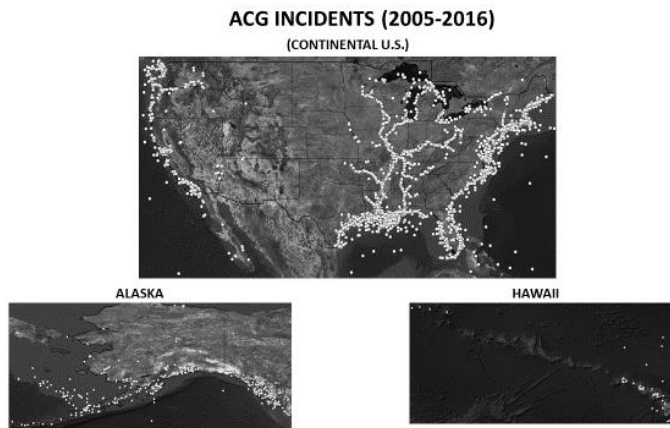 ACG INCIDENTS (2005-2016)
(CONTINENTAL U.S.)
ALASKA
HAWAII